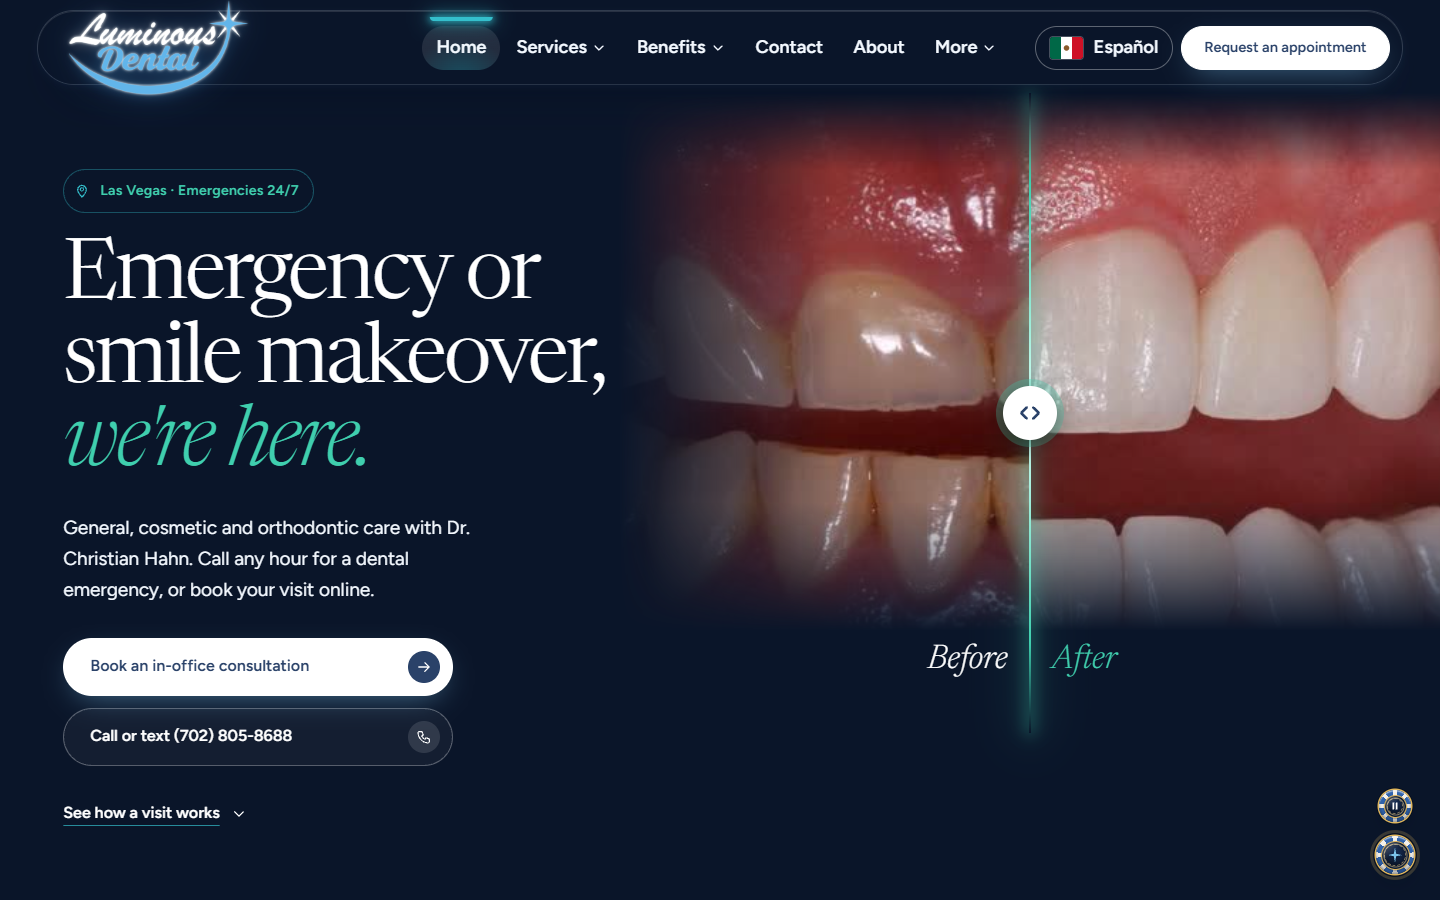 Luminous
Dental
Home
Services
Benefits
Contact
About
More
Español
Request an appointment
Las Vegas · Emergencies 24/7
Emergency or
smile makeover,
we're here.
General, cosmetic and orthodontic care with Dr.
Christian Hahn. Call any hour for a dental
emergency, or book your visit online.
Book an in-office consultation
Call or text (702) 805-8688
See how a visit works
Before
After